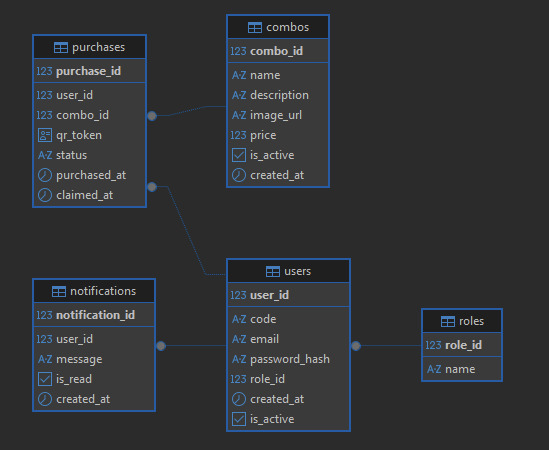 purchases
123 purchase_id
123 user_id
123 combo_id
qr_token
A-Z status
purchased_at
claimed_at
combos
123 combo_id
A-Z name
A-Z description
A-Z image_url
123 price
is_active
created_at
notifications
123 notification_id
123 user_id
A-Z message
is_read
created_at
users
123 user_id
A-Z code
A-Z email
A-Z password_hash
123 role_id
created_at
is_active
roles
123 role_id
A-Z name